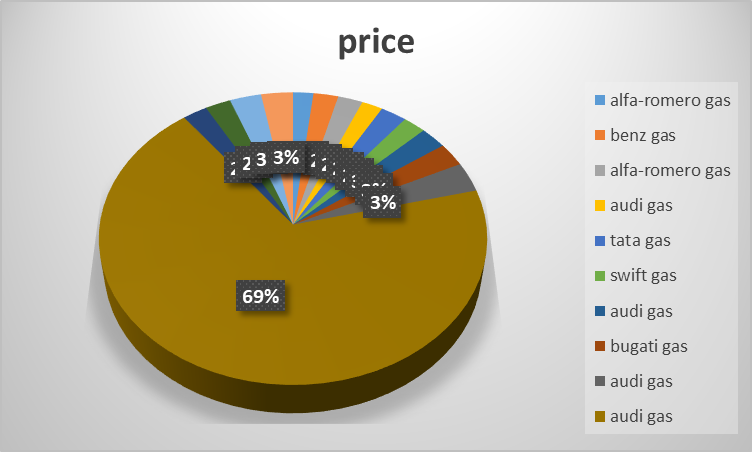 price
3%
3%
69%
alfa-romero gas
benz gas
alfa-romero gas
audi gas
tata gas
swift gas
audi gas
bugati gas
audi gas
audi gas